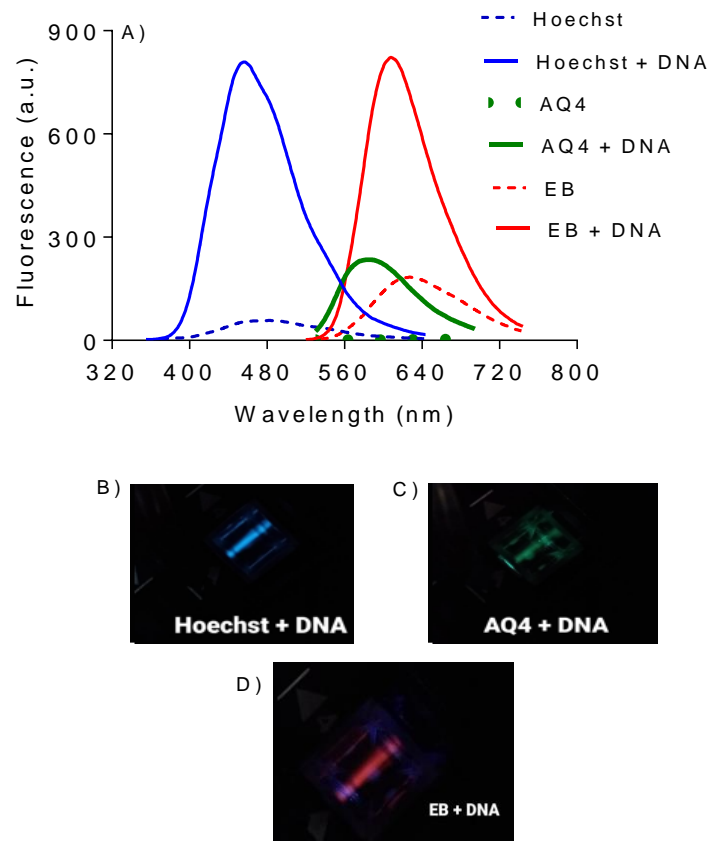 A)
Hoechst
Hoechst + DNA
AQ4
AQ4 + DNA
EB
EB + DNA
Fluorescence (a.u.)
900
600
300
0
320 400 480 560 640 720 800
Wavelength (nm)
B)
Hoechst + DNA
C)
AQ4 + DNA
D)
EB + DNA